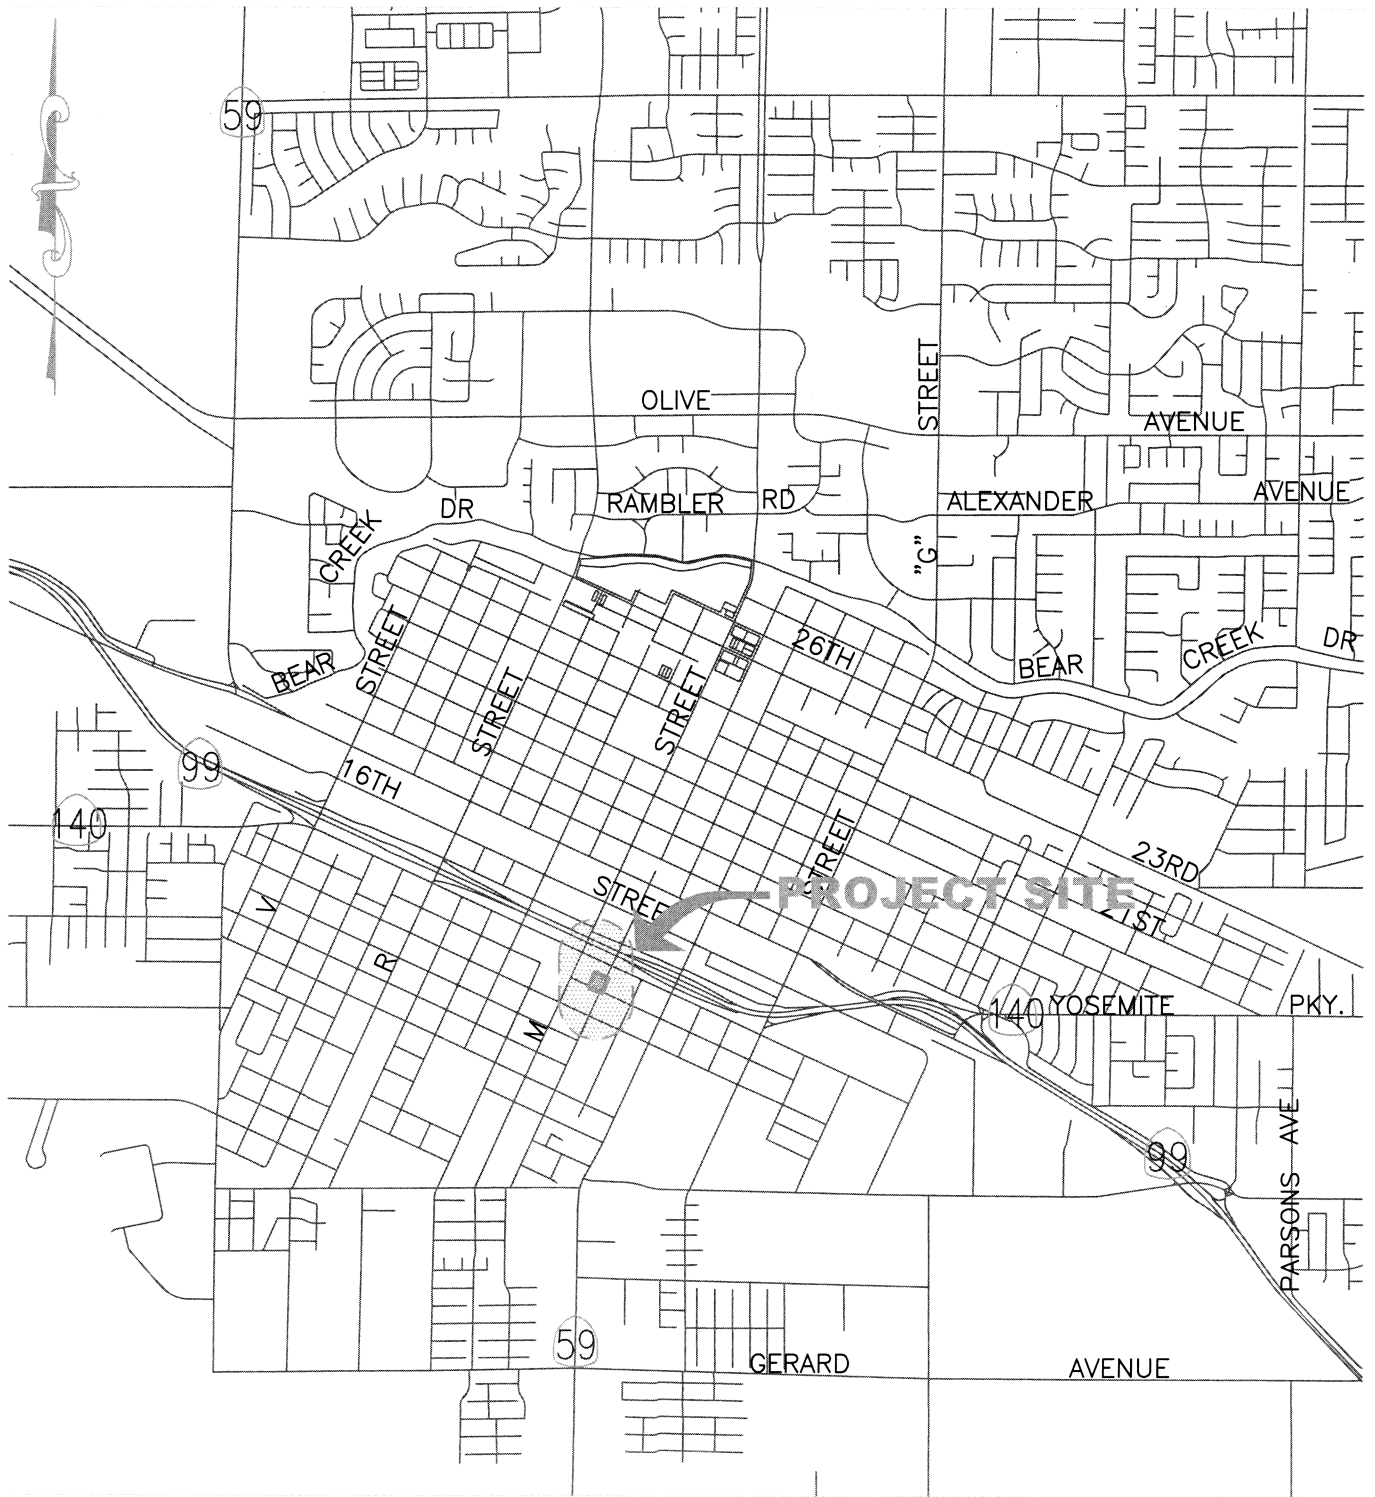 59
OLIVE
STREET
AVENUE
RAMBLER RD
ALEXANDER
AVENUE
DR
CREEK
"G"
BEAR
STREET
STREET
STREET
26TH
BEAR
CREEK
DR
99
16TH
140
STREET
23RD
STREET
PROJECT SITE
21ST
V
R
M
140
YOSEMITE
PKY.
99
PARSONS AVE
59
GERARD
AVENUE